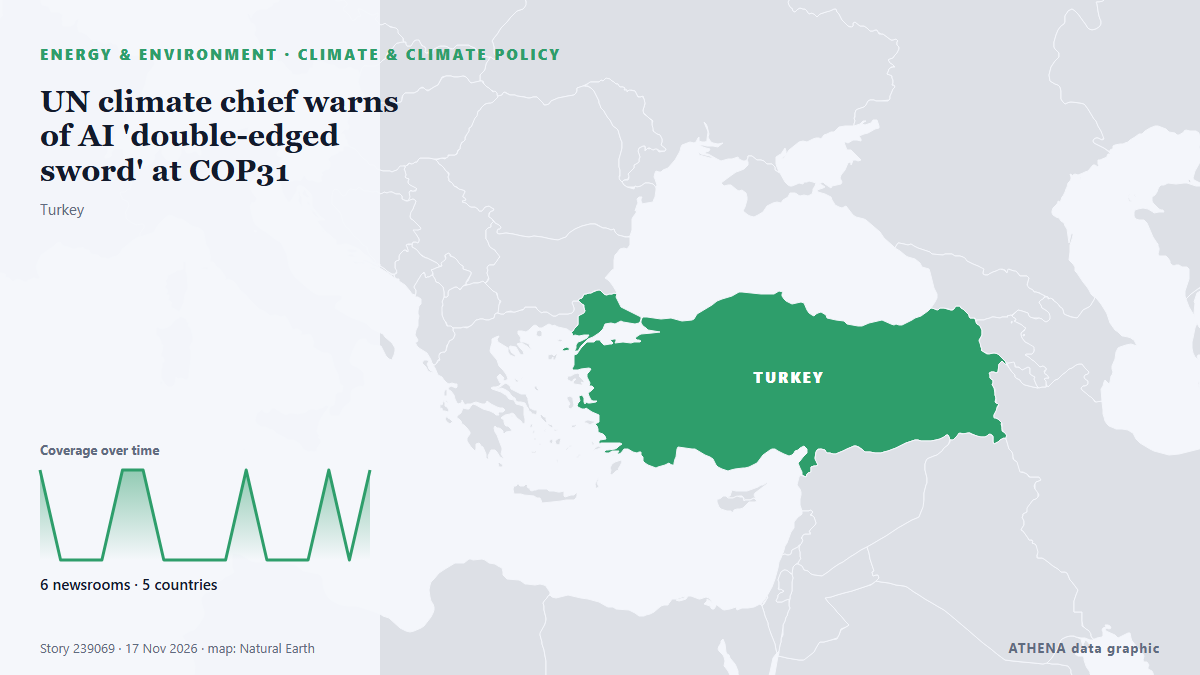 ENERGY & ENVIRONMENT · CLIMATE & CLIMATE POLICY
UN climate chief warns
of AI 'double-edged
sword' at COP31
Turkey
TURKEY
Coverage over time
6 newsrooms · 5 countries
Story 239069 · 17 Nov 2026 · map: Natural Earth
ATHENA data graphic